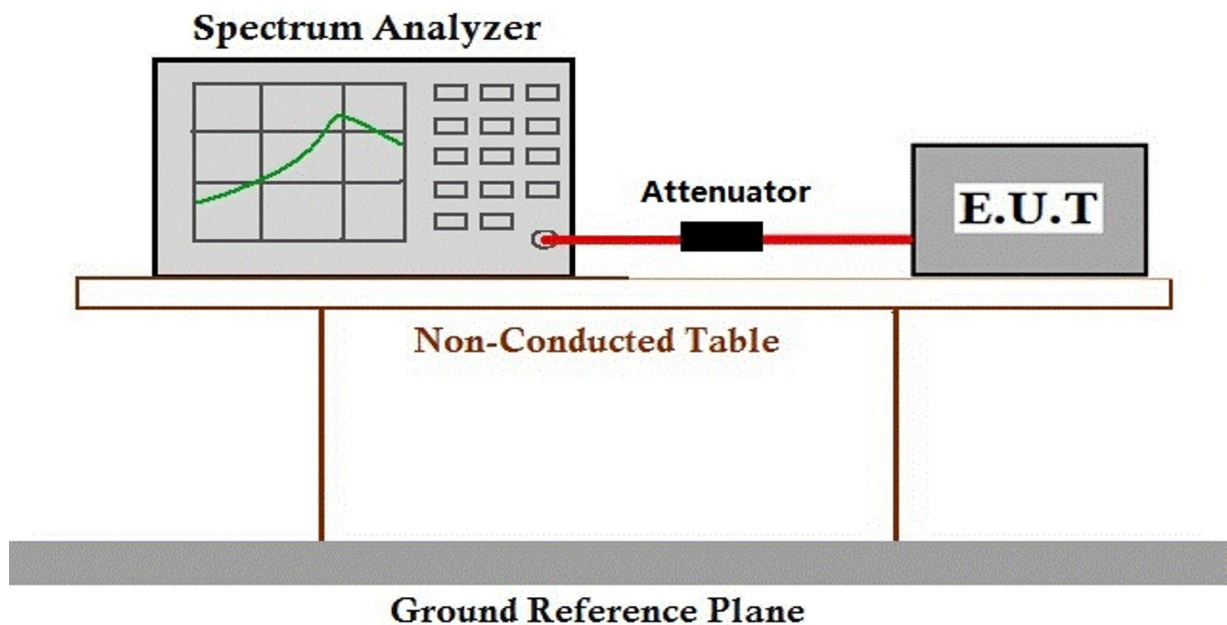 Spectrum Analyzer
Attenuator
E.U.T
Non-Conducted Table
Ground Reference Plane